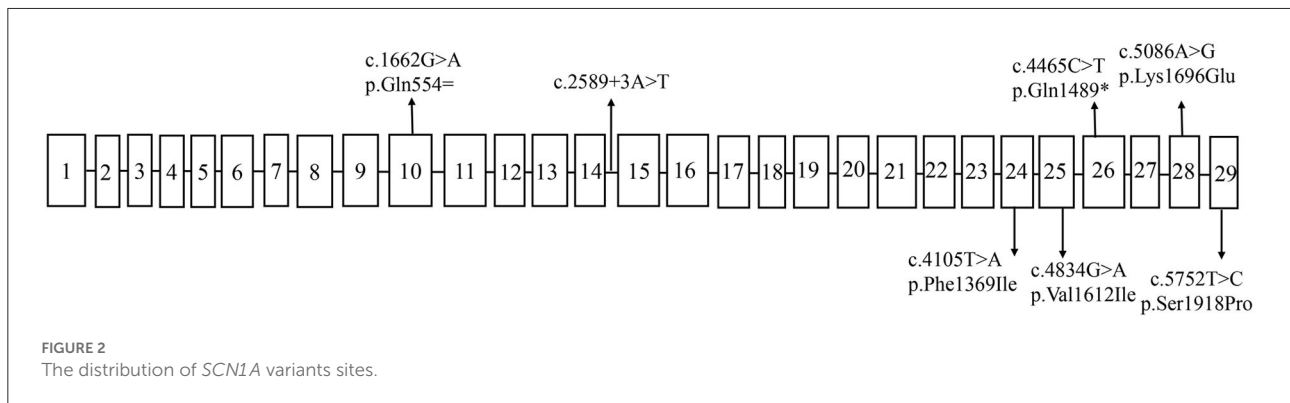 c.1662G>A
p.Gln554=
c.2589+3A>T
c.4465C>T
p.Gln1489*
c.5086A>G
p.Lys1696Glu
1 2 3 4 5 6 7 8 9 10 11 12 13 14 15 16 17 18 19 20 21 22 23 24 25 26 27 28 29
c.4105T>A
p.Phe1369Ile
c.4834G>A
p.Val1612Ile
c.5752T>C
p.Ser1918Pro
FIGURE 2
The distribution of SCN1A variants sites.